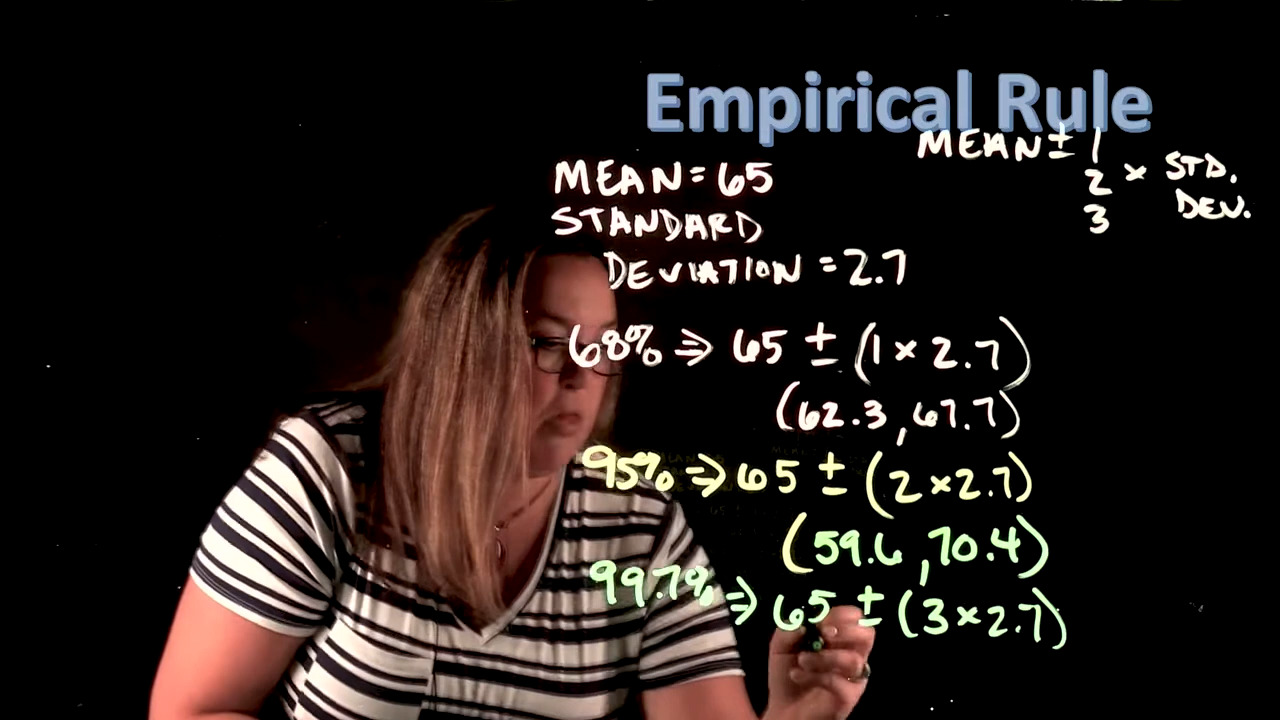 Empirical Rule
MEAN ± 1
2 × STD.
3 DEV.
MEAN = 65
STANDARD
DEVIATION = 2.7
68% ⇒ 65 ± (1 × 2.7)
(62.3, 67.7)
95% ⇒ 65 ± (2 × 2.7)
(59.6, 70.4)
99.7% ⇒ 65 ± (3 × 2.7)